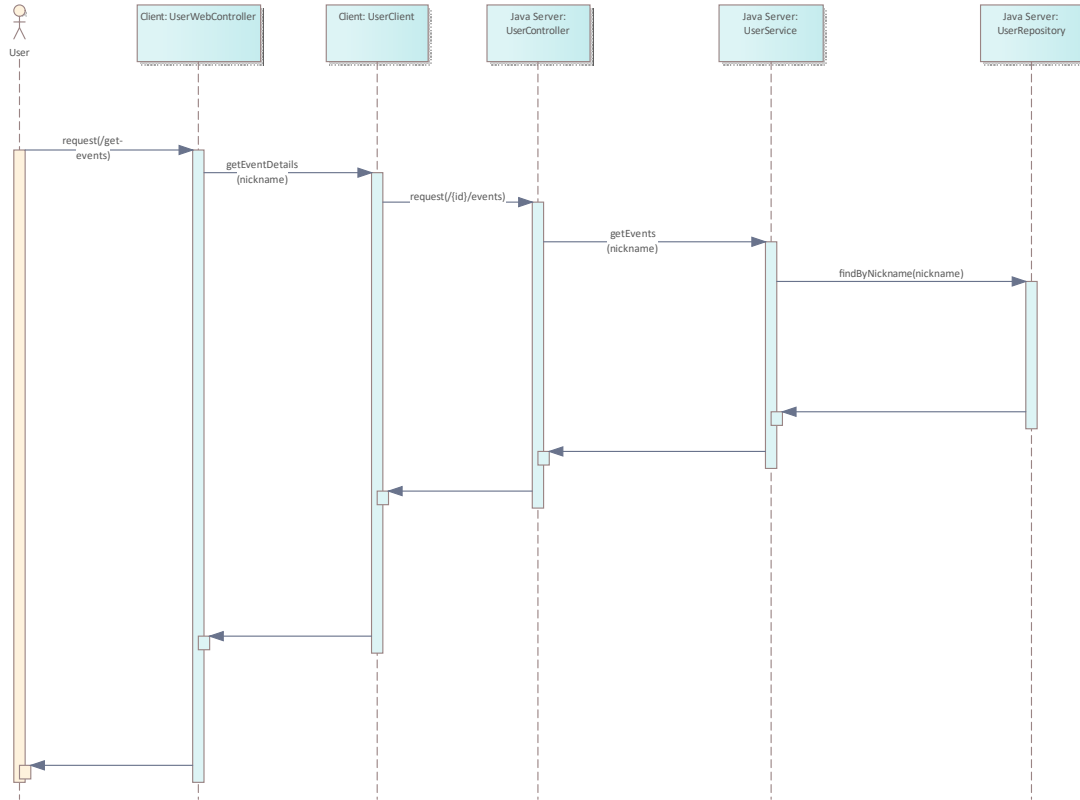 User
Client: UserWebController
Client: UserClient
Java Server:
UserController
Java Server:
UserService
Java Server:
UserRepository
request(/get-
events)
getEventDetails
(nickname)
request(/{id}/events)
getEvents
(nickname)
findByNickname(nickname)